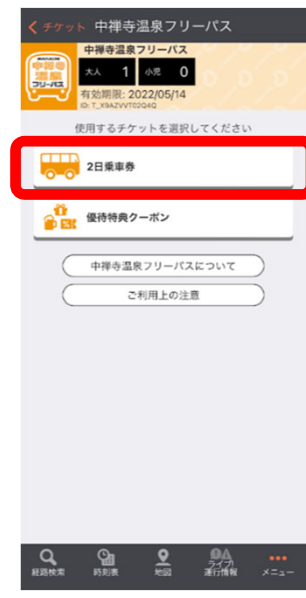 チケット 中禅寺温泉フリーパス
中禅寺
温泉
フリーパス
中禅寺温泉フリーパス
大人 1 小児 0
有効期限: 2022/05/14
使用するチケットを選択してください
2日乗車券
優待特典クーポン
中禅寺温泉フリーパスについて
ご利用上の注意
経路検索 時刻表 地図 ライブ! 運行情報 メニュー